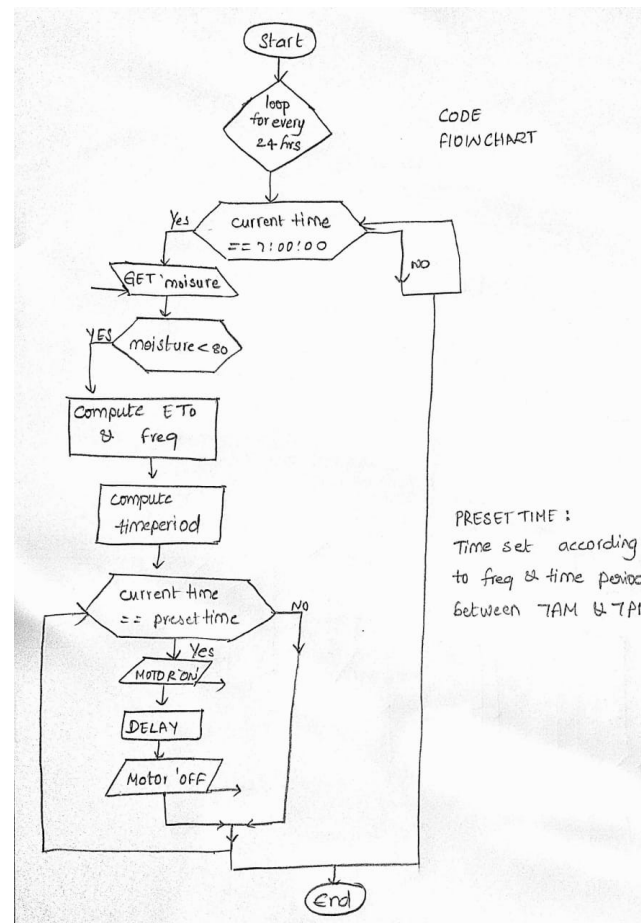 Start
loop
for every
24 hrs
CODE
FlOWCHART
Yes
current time
== 7:00:00
NO
GET 'moisure
YES
moisture < 80
compute ETo
& freq
compute
timeperiod
PRESET TIME :
Time set according
to freq & time period
between 7AM & 7PM
current time
== preset time
NO
Yes
MOTOR 'ON'
DELAY
Motor 'OFF'
End